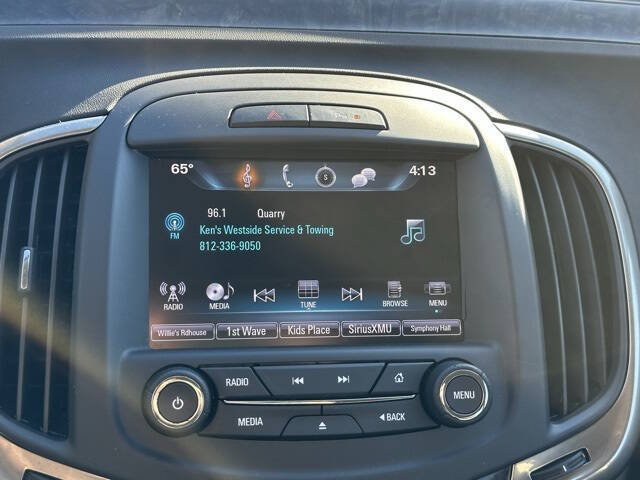 65° S 4:13
96.1 Quarry
FM
Ken's Westside Service & Towing
812-336-9050
RADIO MEDIA TUNE BROWSE MENU
Willie's Rdhouse 1st Wave Kids Place SiriusXMU Symphony Hall
RADIO
MENU
MEDIA BACK